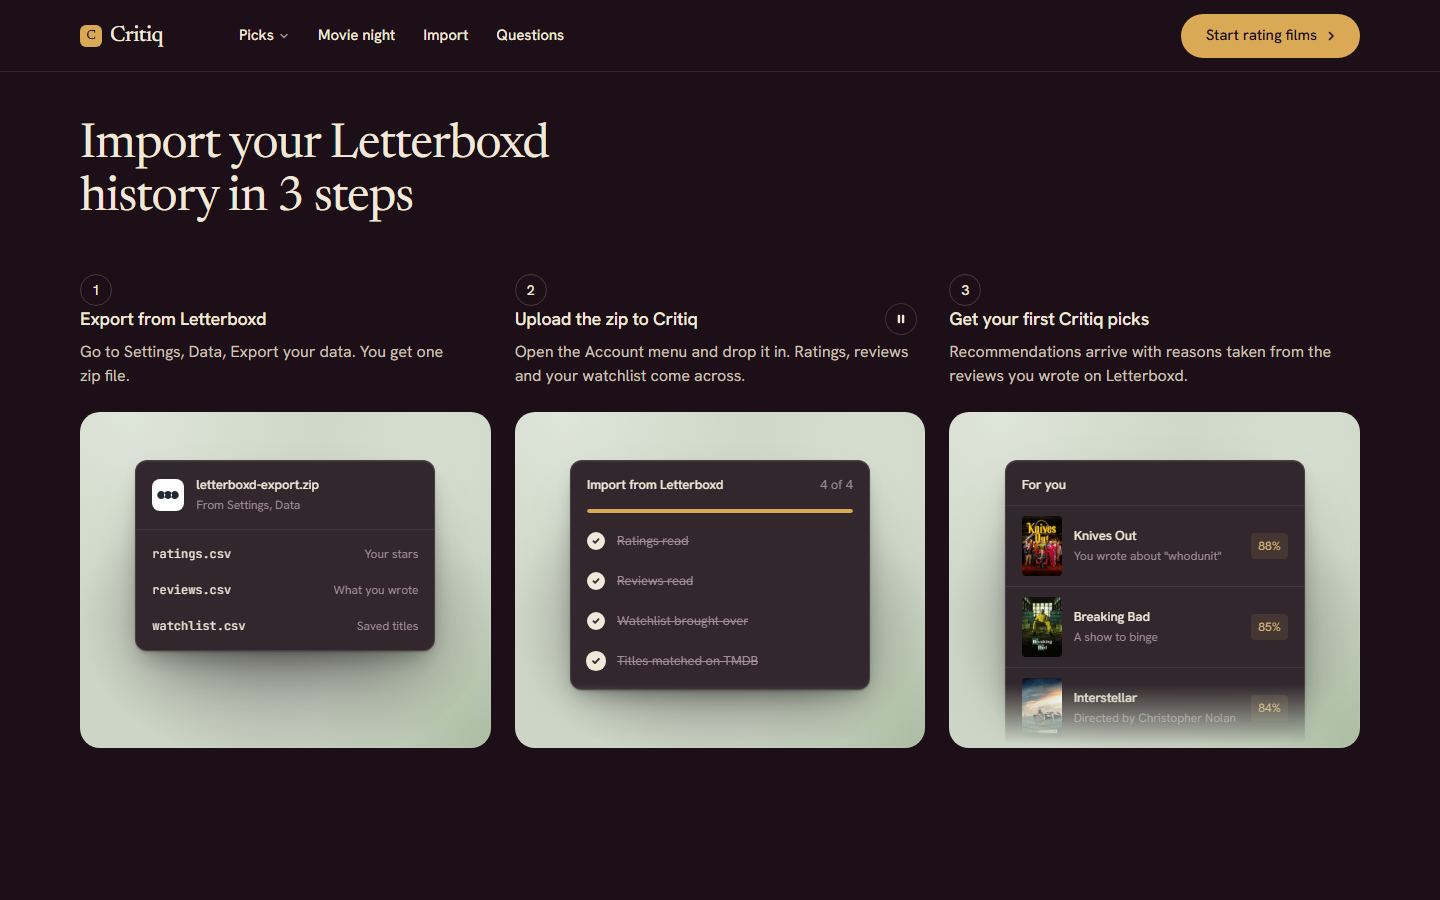 C Critiq
Picks
Movie night
Import
Questions
Start rating films
Import your Letterboxd
history in 3 steps
1
Export from Letterboxd
Go to Settings, Data, Export your data. You get one
zip file.
letterboxd-export.zip
From Settings, Data
ratings.csv Your stars
reviews.csv What you wrote
watchlist.csv Saved titles
2
Upload the zip to Critiq
Open the Account menu and drop it in. Ratings, reviews
and your watchlist come across.
Import from Letterboxd 4 of 4
Ratings read
Reviews read
Watchlist brought over
Titles matched on TMDB
3
Get your first Critiq picks
Recommendations arrive with reasons taken from the
reviews you wrote on Letterboxd.
For you
Knives
Out
Knives Out
You wrote about "whodunit"
88%
Breaking
Bad
Breaking Bad
A show to binge
85%
Interstellar
Directed by Christopher Nolan
84%